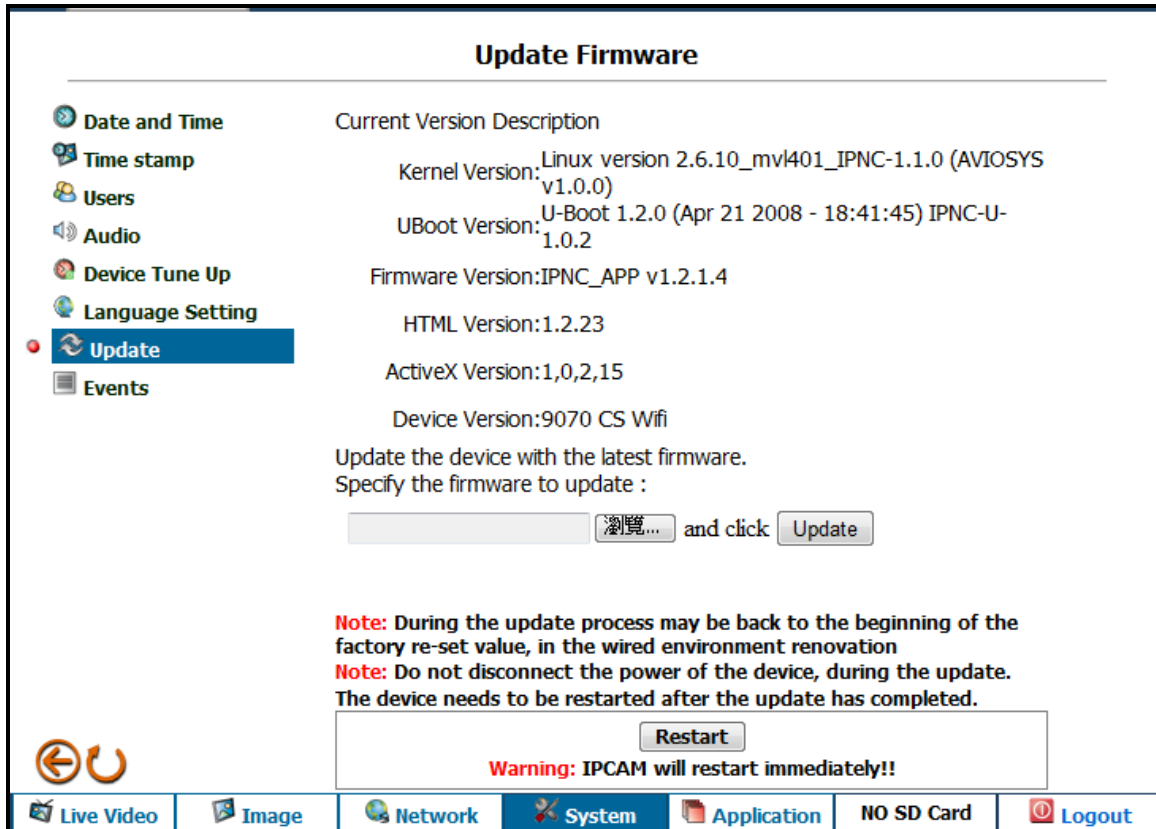 Update Firmware
Date and Time
Time stamp
Users
Audio
Device Tune Up
Language Setting
Update
Events
Current Version Description
Kernel Version:Linux version 2.6.10_mvl401_IPNC-1.1.0 (AVIOSYS
v1.0.0)
UBoot Version:U-Boot 1.2.0 (Apr 21 2008 - 18:41:45) IPNC-U-
1.0.2
Firmware Version:IPNC_APP v1.2.1.4
HTML Version:1.2.23
ActiveX Version:1,0,2,15
Device Version:9070 CS Wifi
Update the device with the latest firmware.
Specify the firmware to update :
瀏覽... and click Update
Note: During the update process may be back to the beginning of the
factory re-set value, in the wired environment renovation
Note: Do not disconnect the power of the device, during the update.
The device needs to be restarted after the update has completed.
Restart
Warning: IPCAM will restart immediately!!
Live Video Image Network System Application NO SD Card Logout